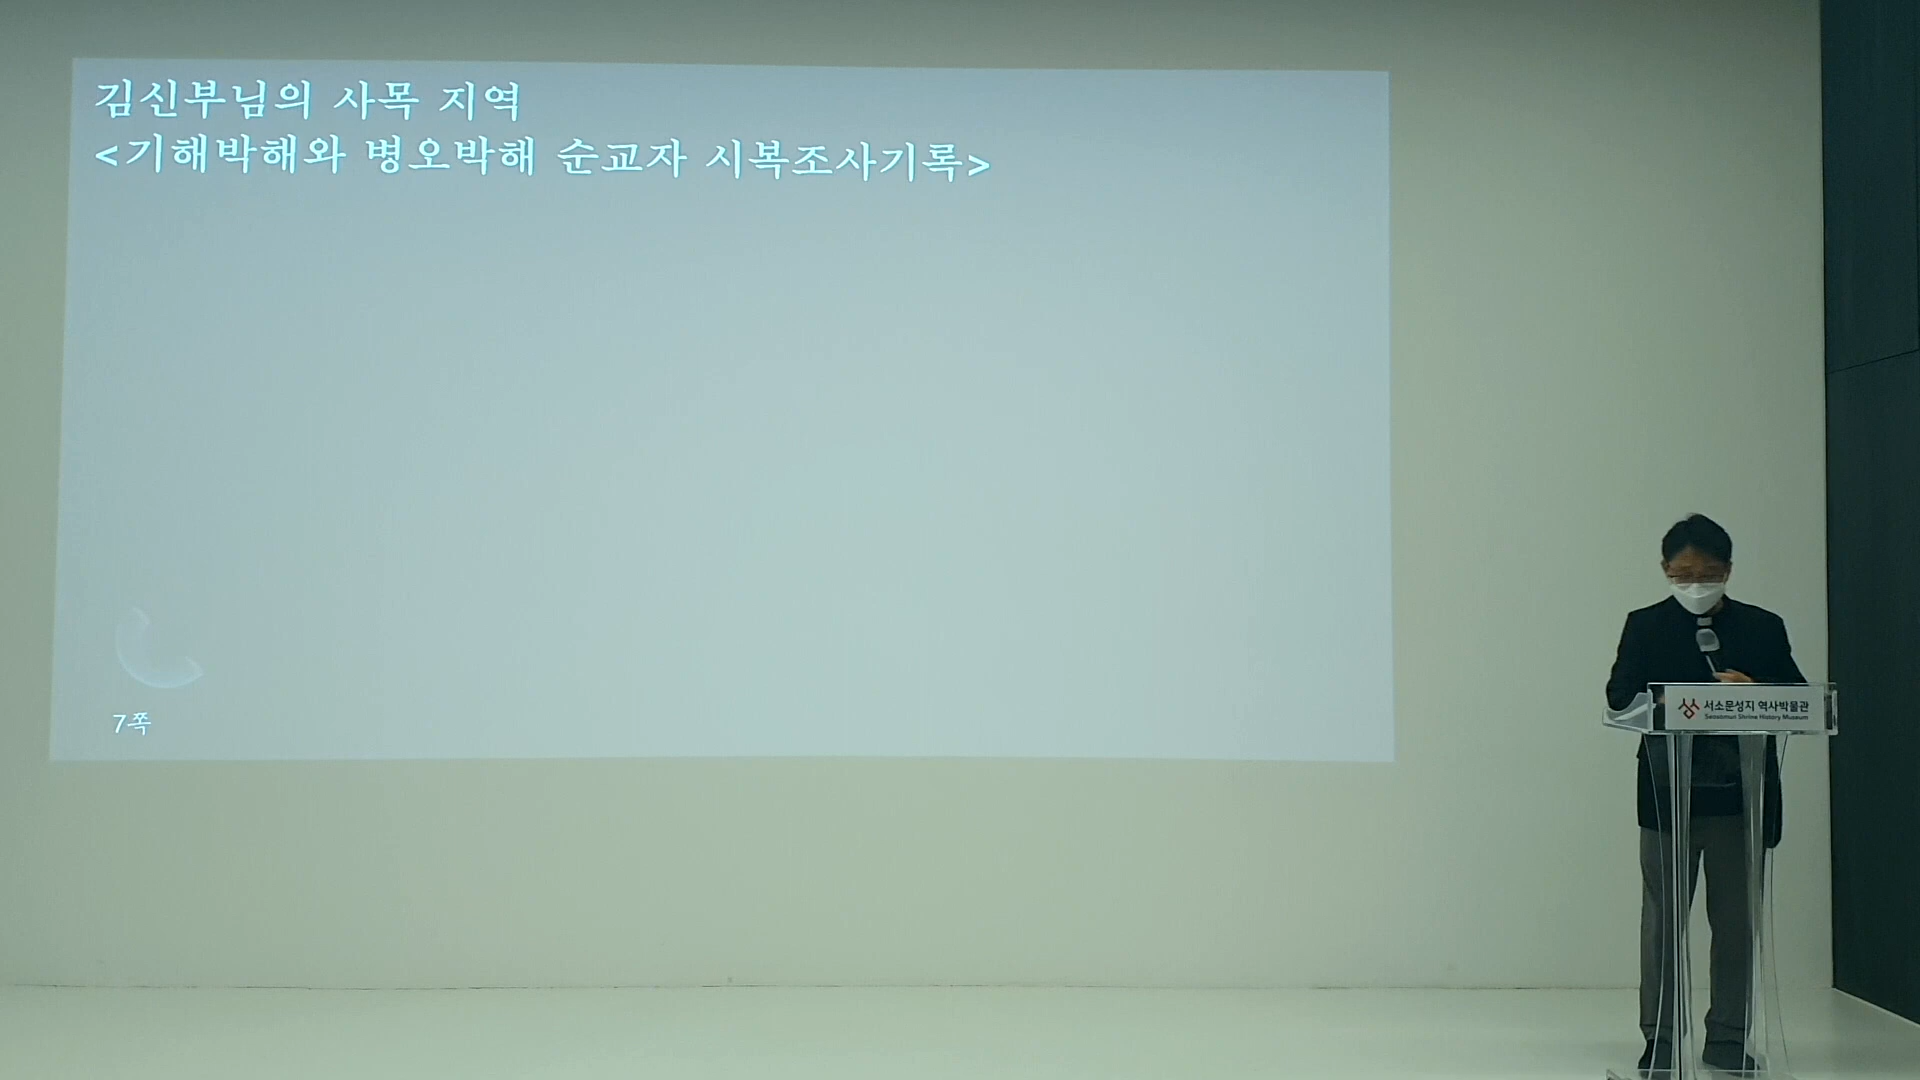 김신부님의 사목 지역
<기해박해와 병오박해 순교자 시복조사기록>
7쪽
서소문성지 역사박물관
Seosomun Shrine History Museum